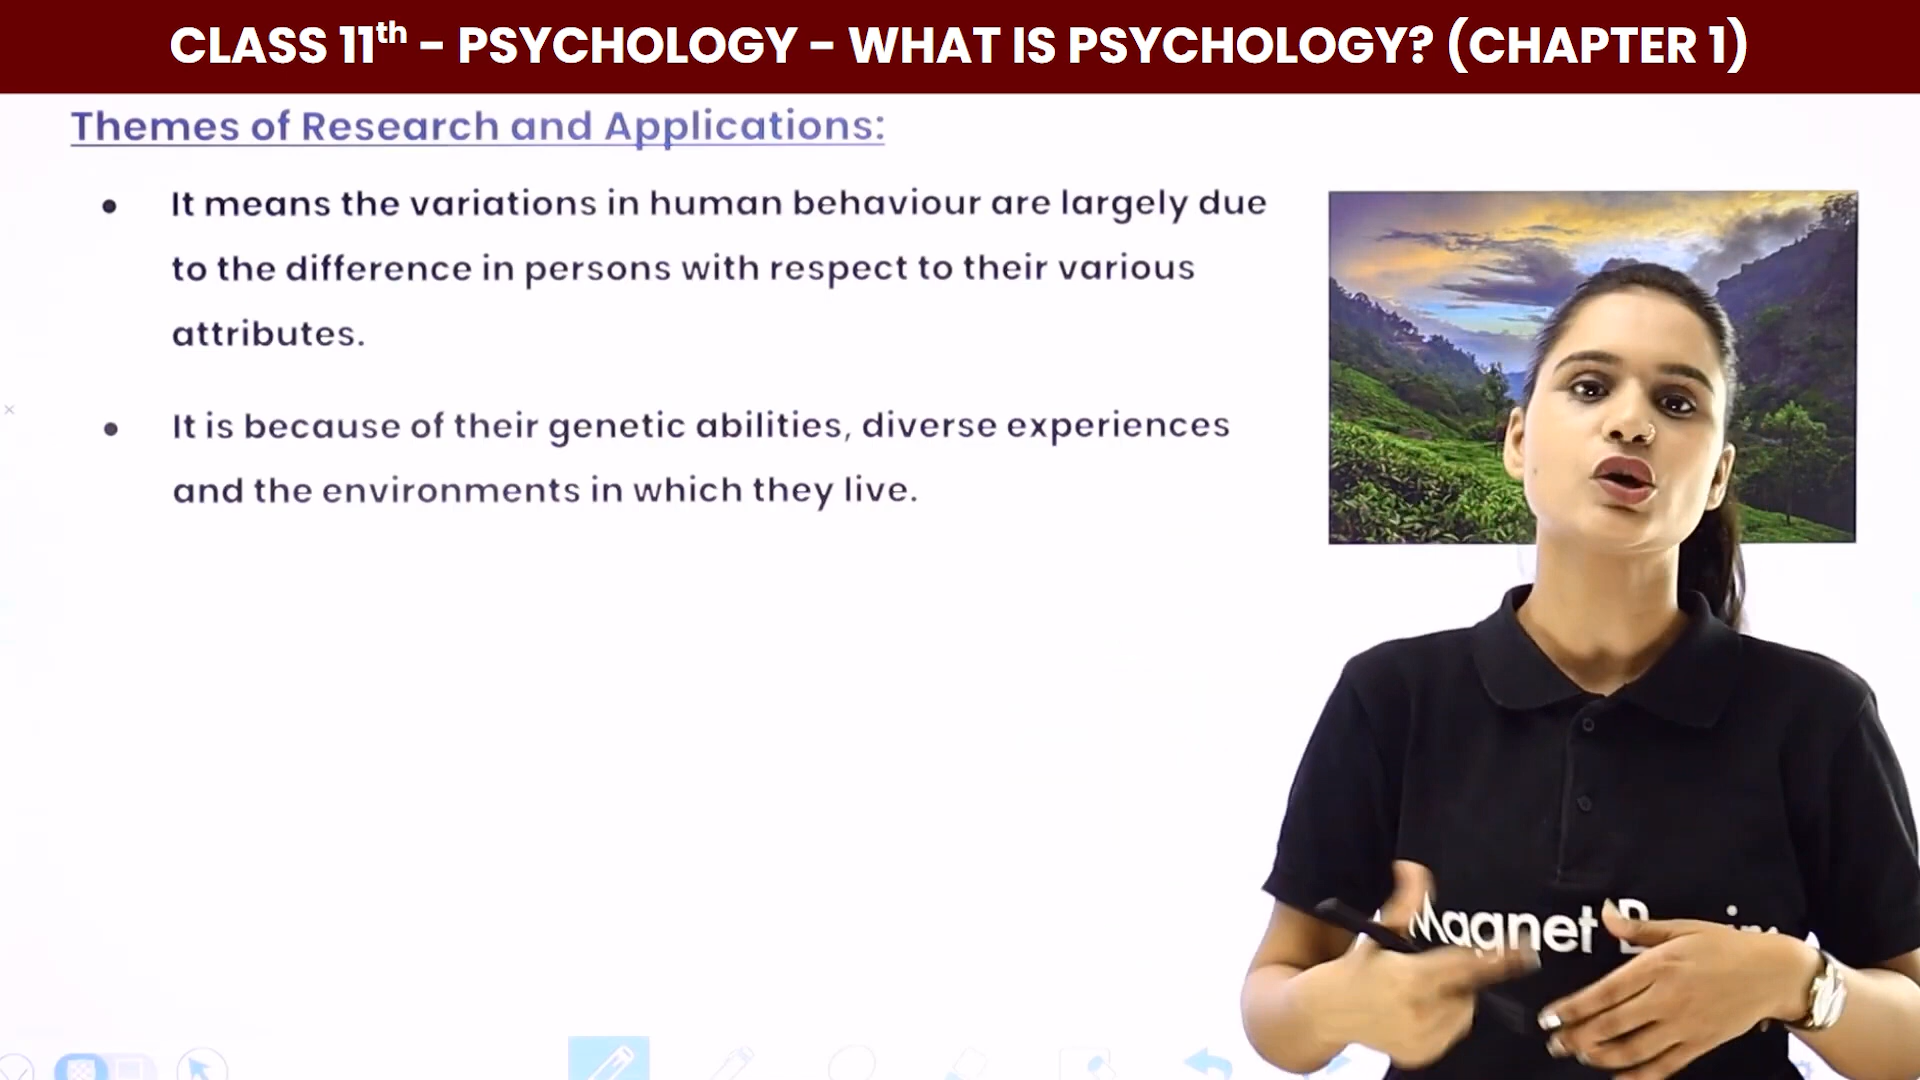 CLASS 11th – PSYCHOLOGY – WHAT IS PSYCHOLOGY? (CHAPTER 1)
Themes of Research and Applications:
• It means the variations in human behaviour are largely due
to the difference in persons with respect to their various
attributes.
• It is because of their genetic abilities, diverse experiences
and the environments in which they live.
Magnet